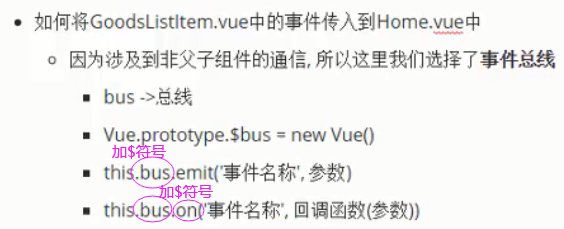 如何将GoodsListItem.vue中的事件传入到Home.vue中
因为涉及到非父子组件的通信, 所以这里我们选择了事件总线
bus ->总线
Vue.prototype.$bus = new Vue()
加$符号
this.bus.emit('事件名称', 参数)
加$符号
this.bus.on('事件名称', 回调函数(参数))